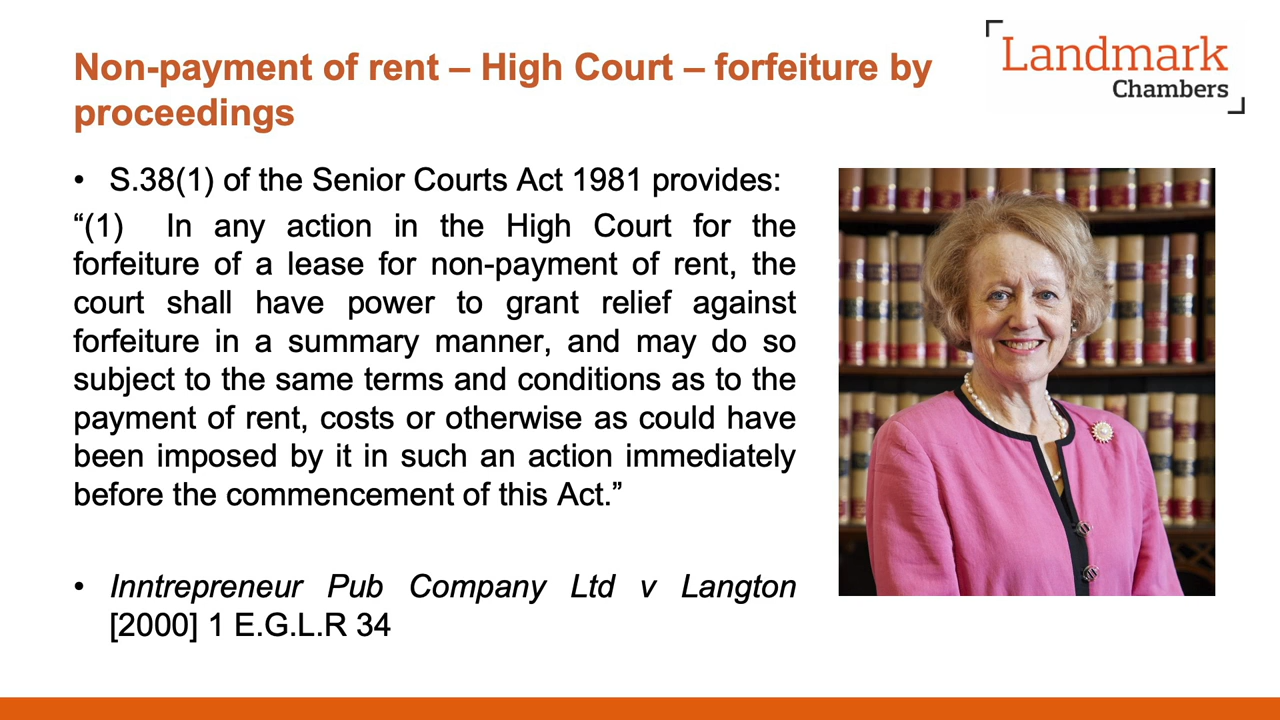 Non-payment of rent – High Court – forfeiture by
proceedings
Landmark
Chambers
• S.38(1) of the Senior Courts Act 1981 provides:
“(1) In any action in the High Court for the
forfeiture of a lease for non-payment of rent, the
court shall have power to grant relief against
forfeiture in a summary manner, and may do so
subject to the same terms and conditions as to the
payment of rent, costs or otherwise as could have
been imposed by it in such an action immediately
before the commencement of this Act.”
• Inntrepreneur Pub Company Ltd v Langton
[2000] 1 E.G.L.R 34